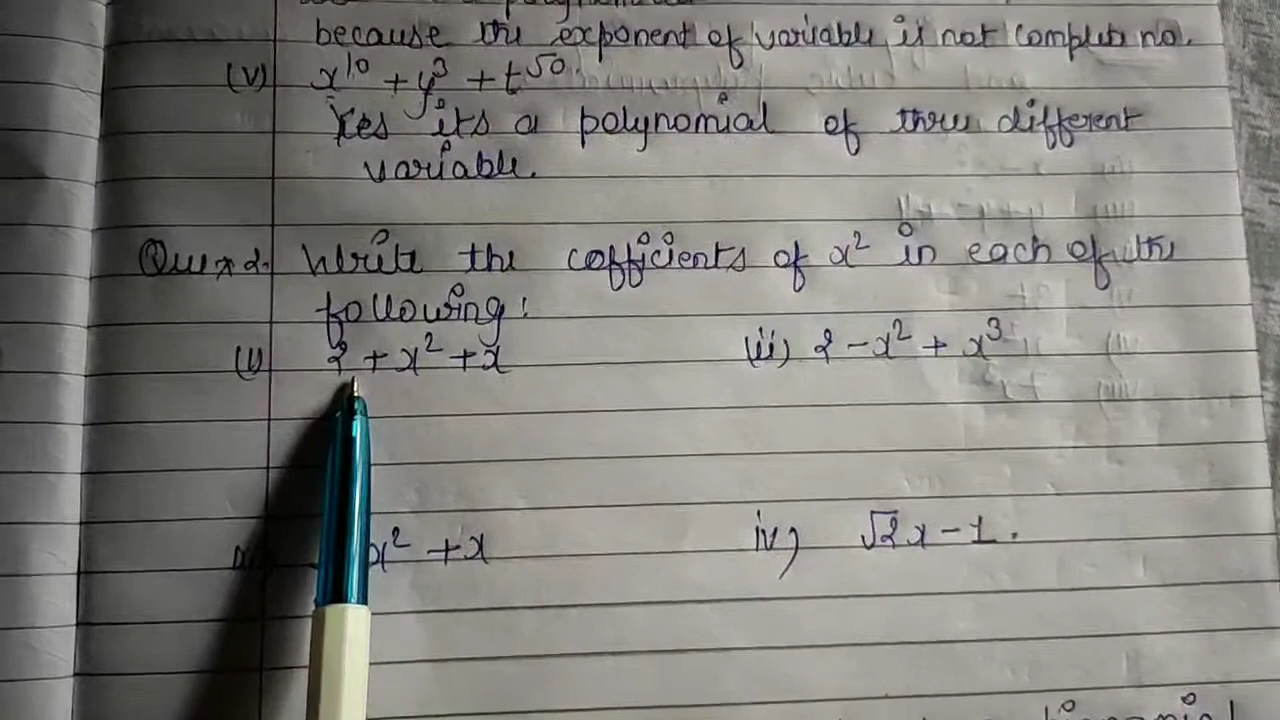 because the exponent of variable is not complete no.
(v) x¹⁰ + y³ + t⁵⁰.
Yes its a polynomial of three different
variable.
Que 2. Write the cofficients of x² in each of the
following:
(i) 2 + x² + x (ii) 2 - x² + x³
x² + x iv) √2x - 1.